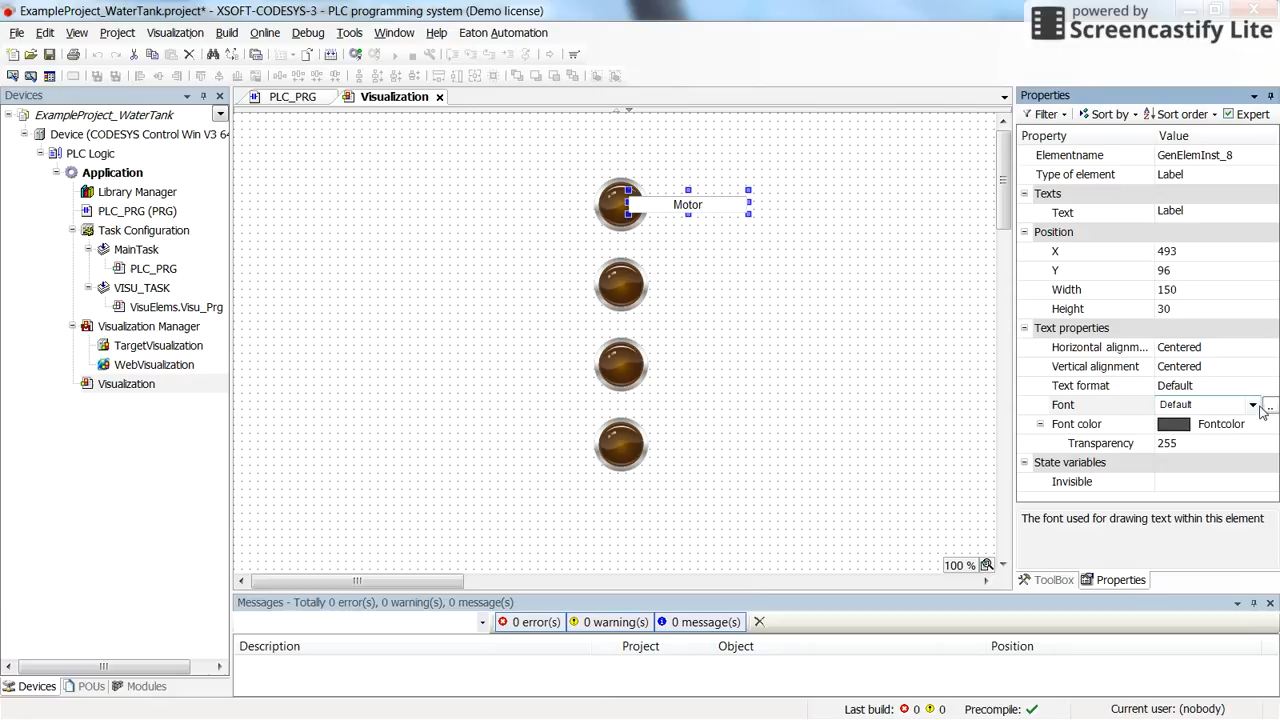 ExampleProject_WaterTank.project* - XSOFT-CODESYS-3 - PLC programming system (Demo license)
powered by
Screencastify Lite
File Edit View Project Visualization Build Online Debug Tools Window Help Eaton Automation
Devices
ExampleProject_WaterTank
Device (CODESYS Control Win V3 64
PLC Logic
Application
Library Manager
PLC_PRG (PRG)
Task Configuration
MainTask
PLC_PRG
VISU_TASK
VisuElems.Visu_Prg
Visualization Manager
TargetVisualization
WebVisualization
Visualization
Devices POUs Modules
PLC_PRG Visualization
Motor
100 %
Properties
Filter Sort by Sort order Expert
Property Value
Elementname GenElemInst_8
Type of element Label
Texts
Text Label
Position
X 493
Y 96
Width 150
Height 30
Text properties
Horizontal alignm... Centered
Vertical alignment Centered
Text format Default
Font Default ...
Font color Fontcolor
Transparency 255
State variables
Invisible
The font used for drawing text within this element
ToolBox Properties
Messages - Totally 0 error(s), 0 warning(s), 0 message(s)
0 error(s) 0 warning(s) 0 message(s)
Description Project Object Position
Last build: 0 0 Precompile: Current user: (nobody)